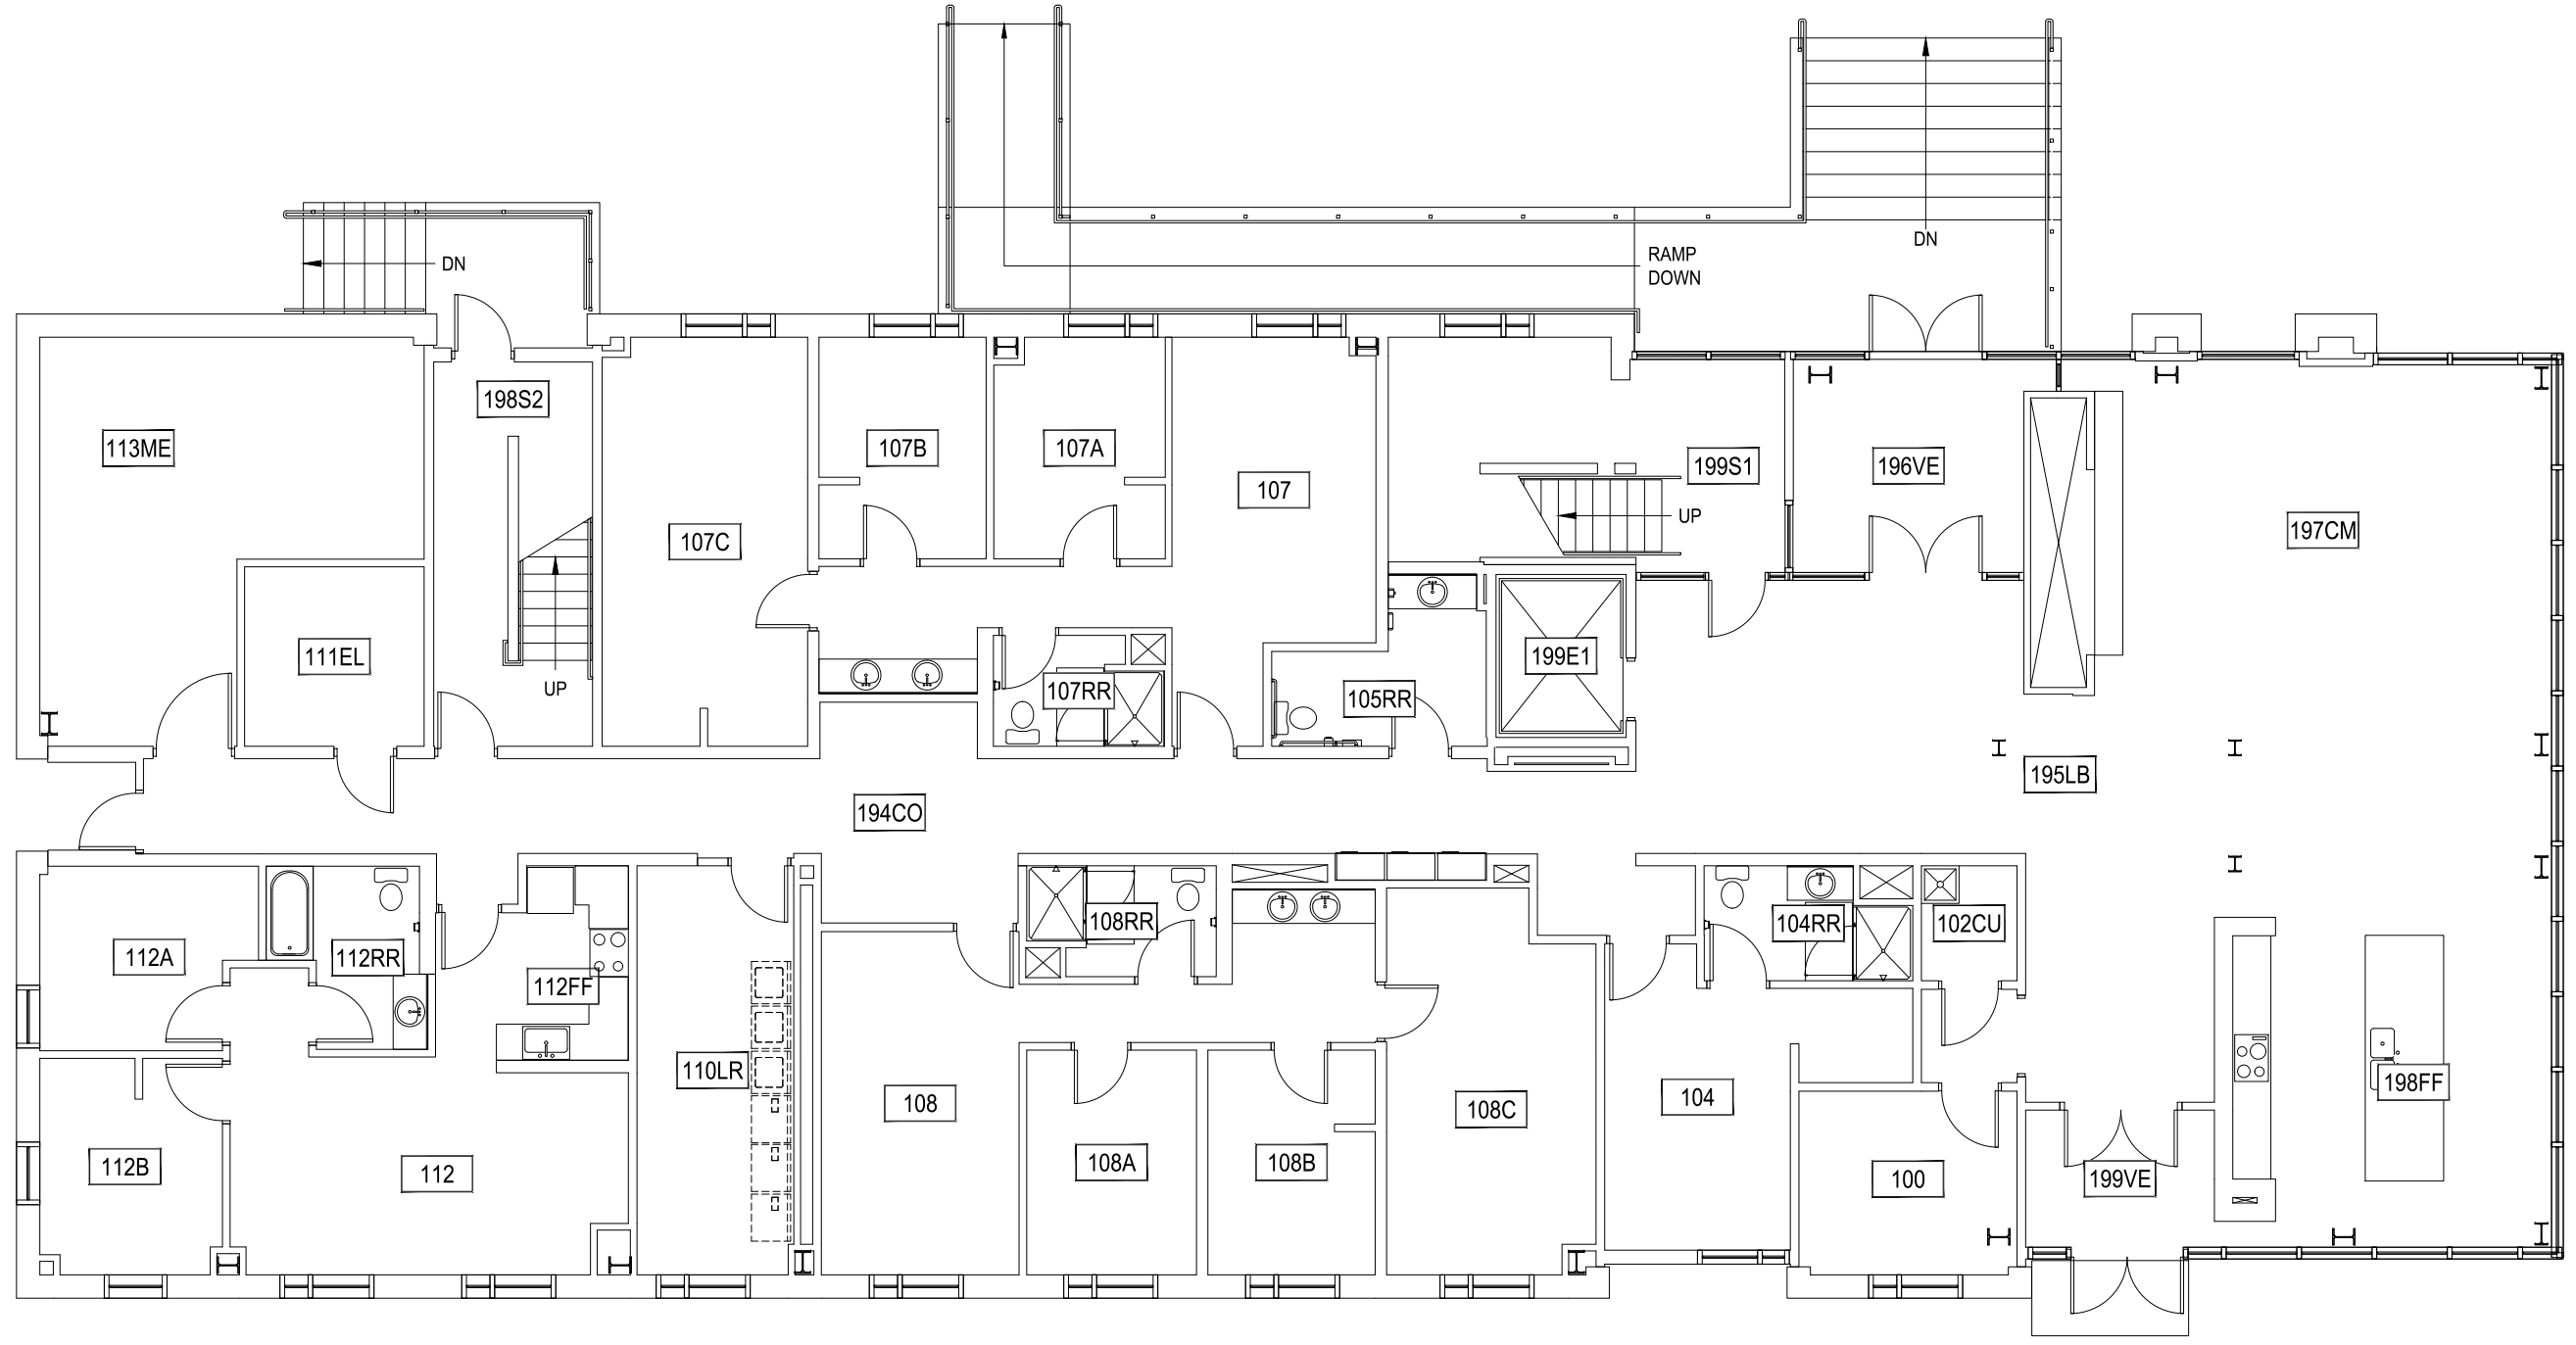 DN
RAMP
DOWN
DN
198S2
113ME
107B
107A
107
199S1
196VE
197CM
107C
UP
111EL
UP
107RR
105RR
199E1
195LB
194CO
112A
112RR
112FF
108RR
104RR
102CU
110LR
108
108C
104
198FF
112B
112
108A
108B
100
199VE